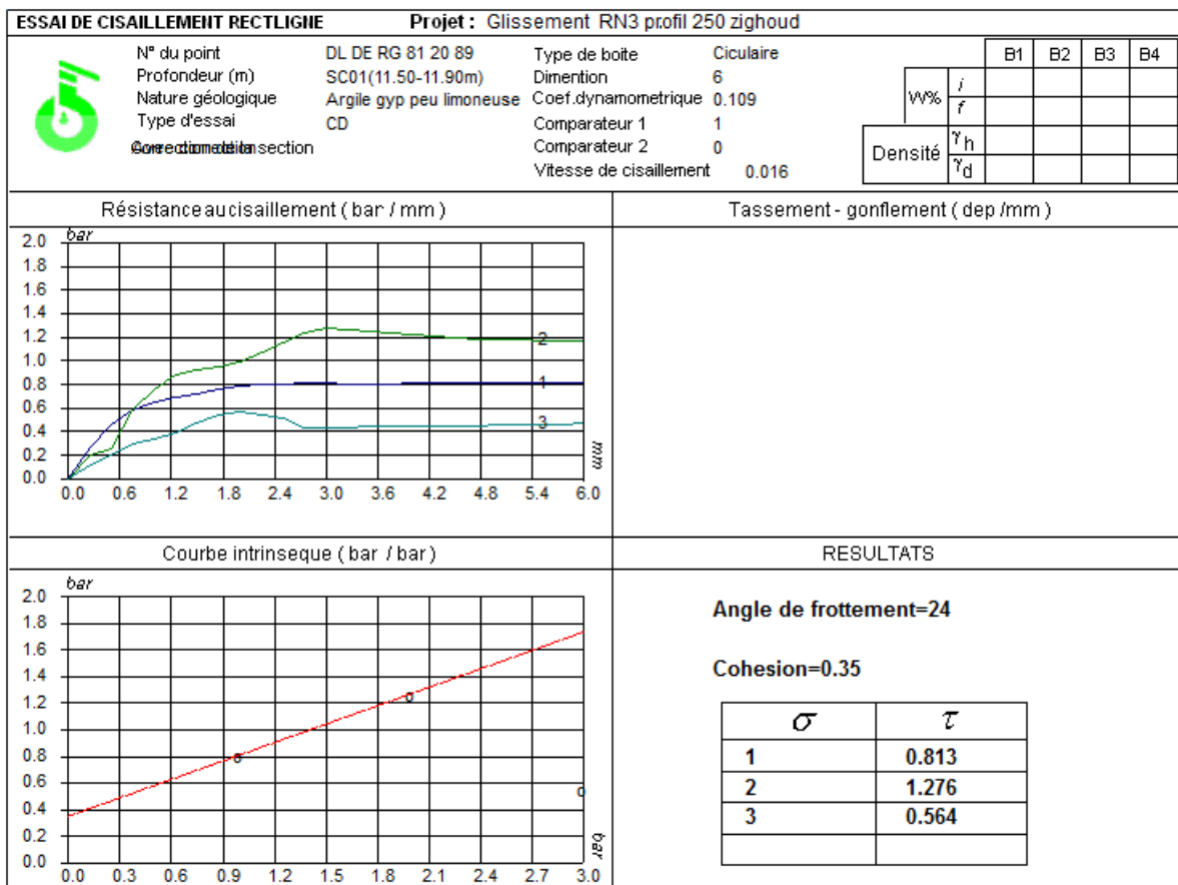 ESSAI DE CISAILLEMENT RECTLIGNE Projet : Glissement RN3 profil 250 zighoud
N° du point DL DE RG 81 20 89
Profondeur (m) SC01(11.50-11.90m)
Nature géologique Argile gyp peu limoneuse
Type d'essai CD
section
Type de boite Ciculaire
Dimention 6
Coef.dynamometrique 0.109
Comparateur 1 1
Comparateur 2 0
Vitesse de cisaillement 0.016
B1 B2 B3 B4
W% i
f
Densité γh
γd
Résistance au cisaillement ( bar / mm )
bar
2.0
1.8
1.6
1.4
1.2
1.0
0.8
0.6
0.4
0.2
0.0
2
1
3
mm
0.0 0.6 1.2 1.8 2.4 3.0 3.6 4.2 4.8 5.4 6.0
Tassement - gonflement ( dep /mm )
Courbe intrinseque ( bar / bar )
bar
2.0
1.8
1.6
1.4
1.2
1.0
0.8
0.6
0.4
0.2
0.0
bar
0.0 0.3 0.6 0.9 1.2 1.5 1.8 2.1 2.4 2.7 3.0
RESULTATS
Angle de frottement=24
Cohesion=0.35
σ τ
1 0.813
2 1.276
3 0.564